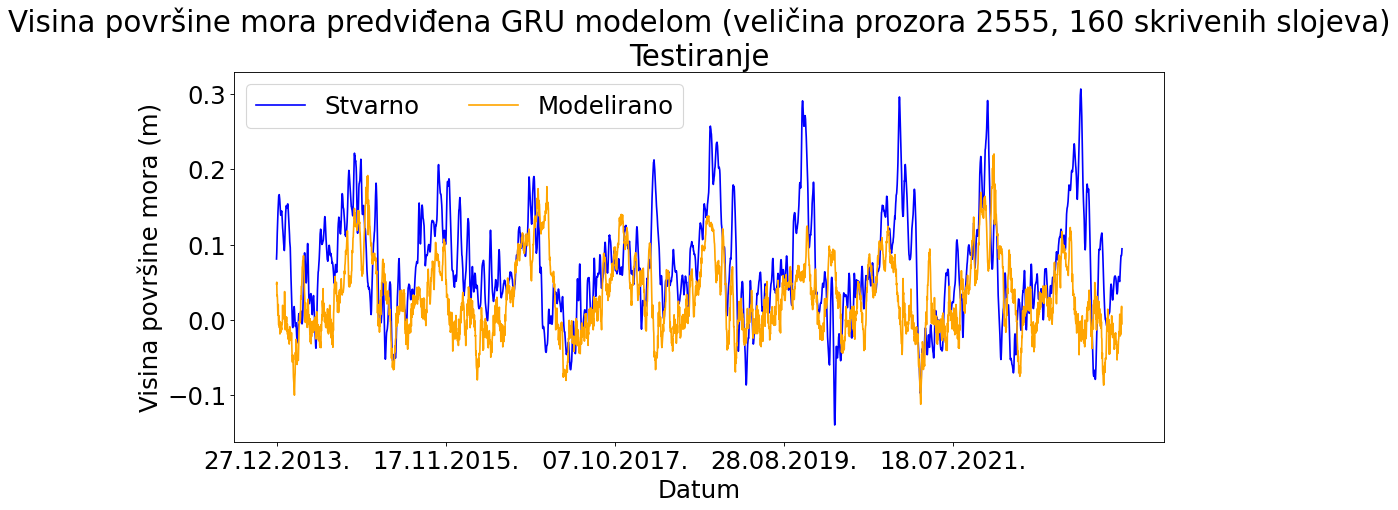 Visina površine mora predviđena GRU modelom (veličina prozora 2555, 160 skrivenih slojeva)
Testiranje
Stvarno
Modelirano
Visina površine mora (m)
0.3
0.2
0.1
0.0
−0.1
27.12.2013.
17.11.2015.
07.10.2017.
28.08.2019.
18.07.2021.
Datum